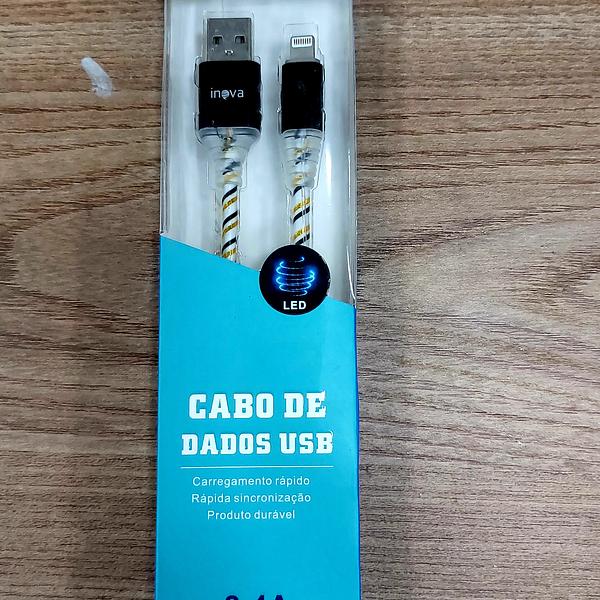 inova
LED
CABO DE
DADOS USB
Carregamento rápido
Rápida sincronização
Produto durável